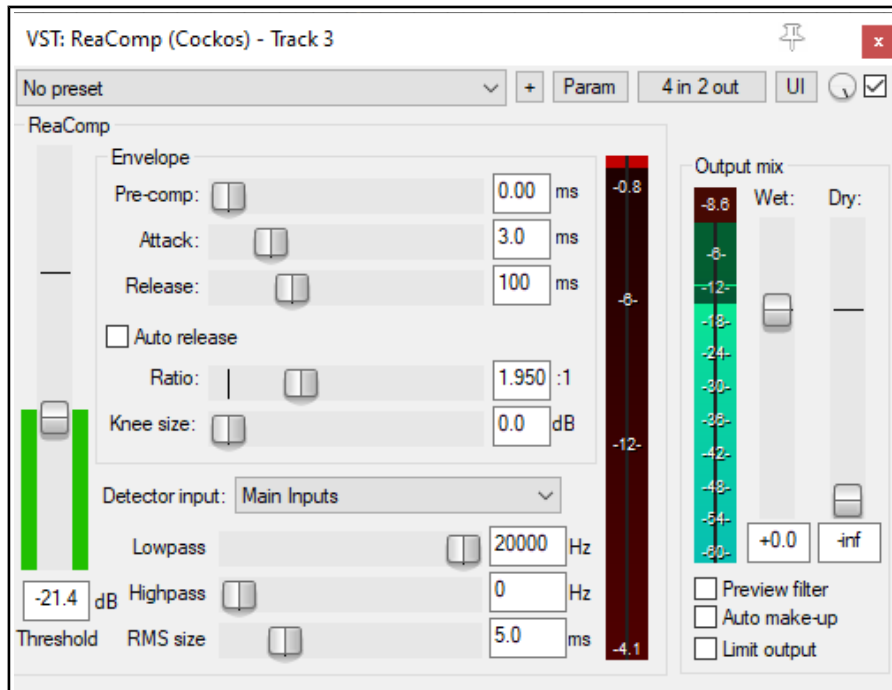 VST: ReaComp (Cockos) - Track 3
x
No preset
+
Param
4 in 2 out
UI
ReaComp
Envelope
Pre-comp: 0.00 ms
Attack: 3.0 ms
Release: 100 ms
Auto release
Ratio: 1.950 :1
Knee size: 0.0 dB
Detector input: Main Inputs
Lowpass 20000 Hz
Highpass 0 Hz
RMS size 5.0 ms
-21.4 dB
Threshold
-0.8
-6-
-12-
-4.1
Output mix
Wet: Dry:
-8.6
-6-
-12-
-18-
-24-
-30-
-36-
-42-
-48-
-54-
-60-
+0.0 -inf
Preview filter
Auto make-up
Limit output